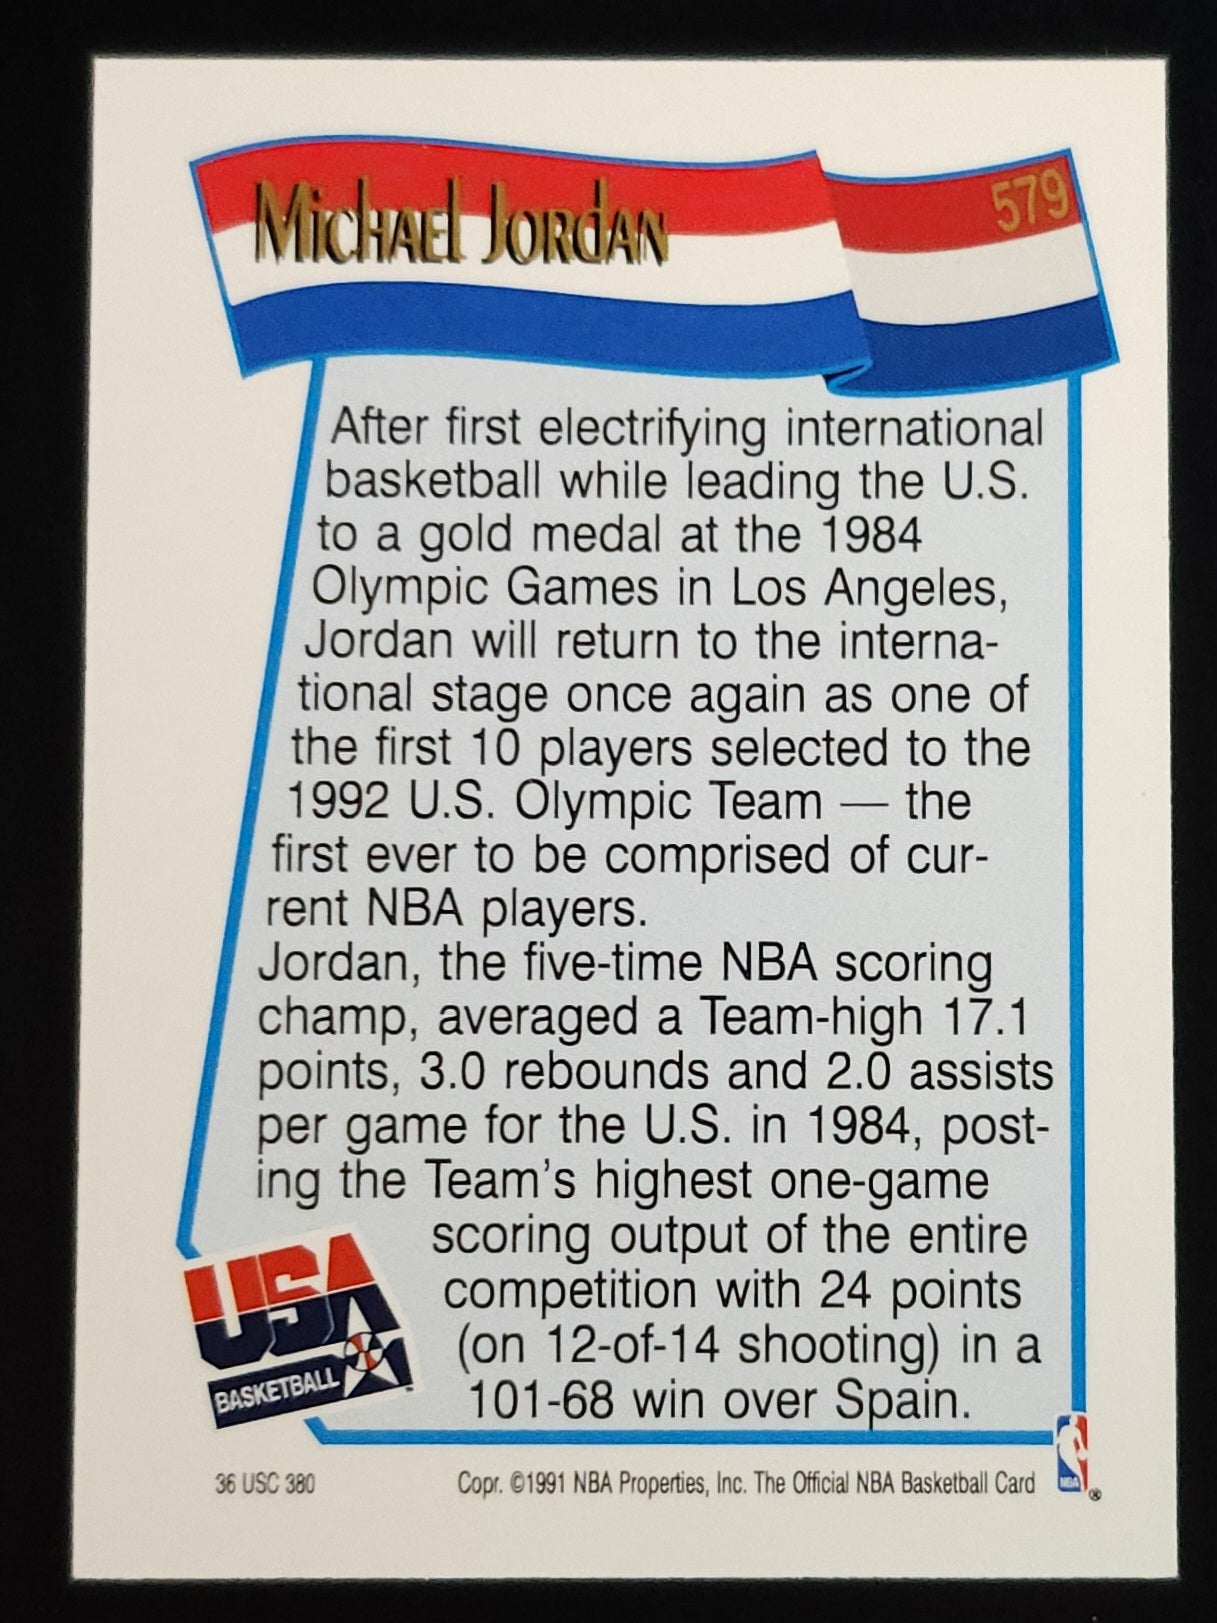 Michael Jordan
579
After first electrifying international
basketball while leading the U.S.
to a gold medal at the 1984
Olympic Games in Los Angeles,
Jordan will return to the interna-
tional stage once again as one of
the first 10 players selected to the
1992 U.S. Olympic Team — the
first ever to be comprised of cur-
rent NBA players.
Jordan, the five-time NBA scoring
champ, averaged a Team-high 17.1
points, 3.0 rebounds and 2.0 assists
per game for the U.S. in 1984, post-
ing the Team's highest one-game
scoring output of the entire
competition with 24 points
(on 12-of-14 shooting) in a
101-68 win over Spain.
USA
BASKETBALL
36 USC 380
Copr. ©1991 NBA Properties, Inc. The Official NBA Basketball Card
NBA
®